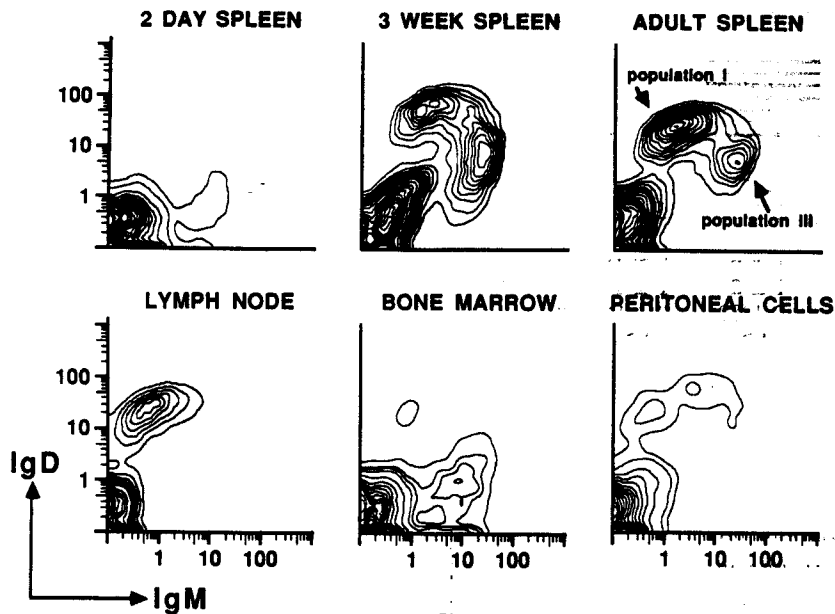 2 DAY SPLEEN 3 WEEK SPLEEN ADULT SPLEEN
population I
100
10
1
population III
LYMPH NODE BONE MARROW PERITONEAL CELLS
100
10
IgD 1
1 10 100 1 10 100 1 10 100
IgM